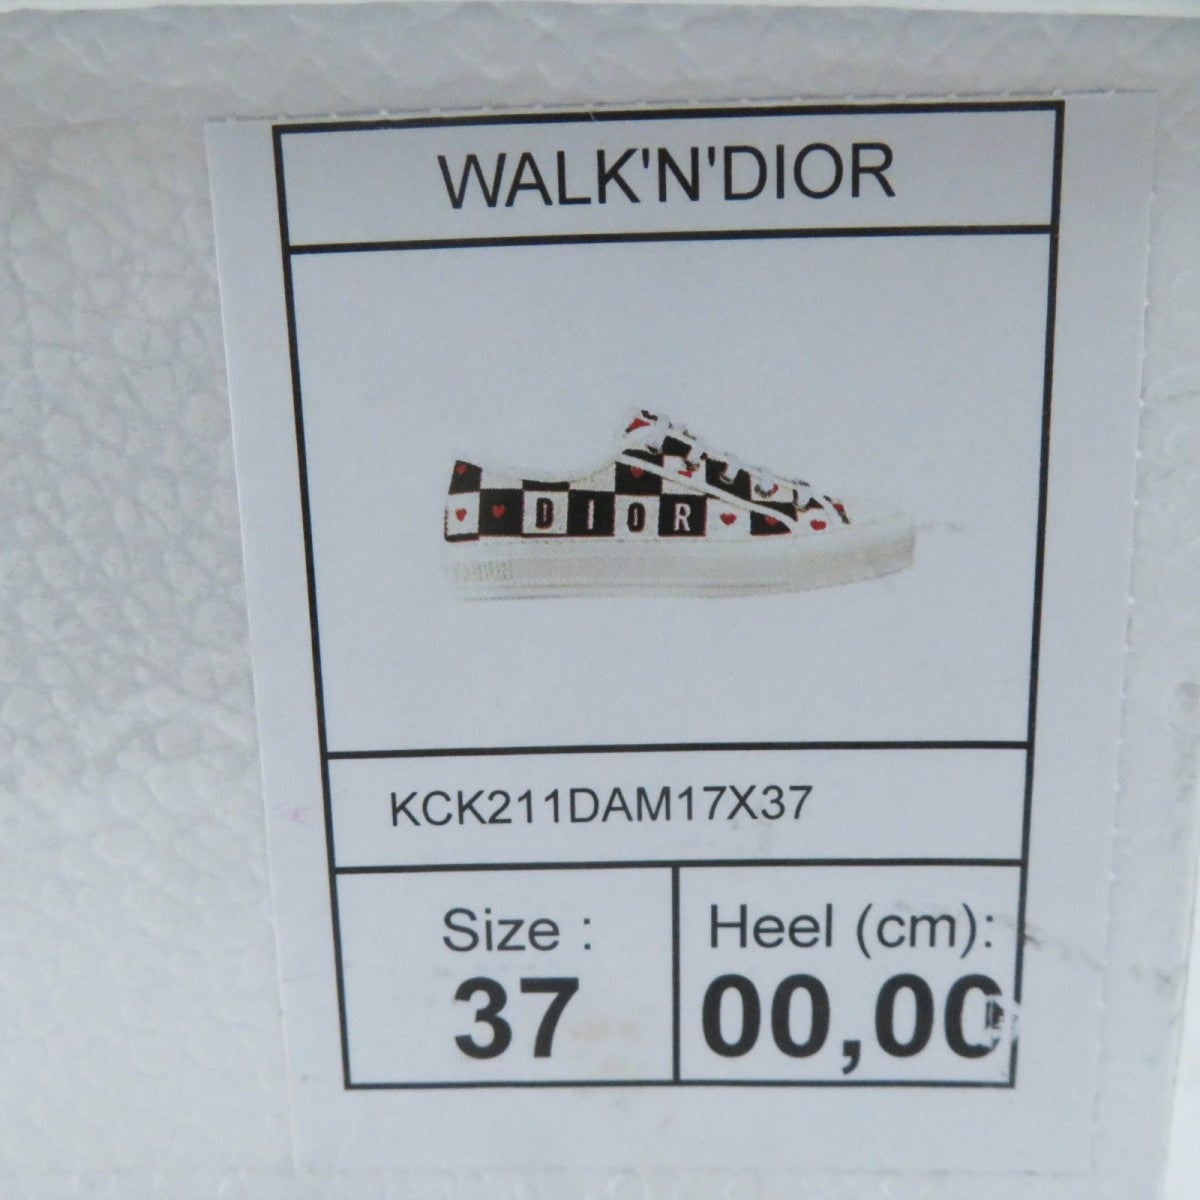 WALK'N'DIOR
DIOR
KCK211DAM17X37
Size :
37
Heel (cm):
00,00